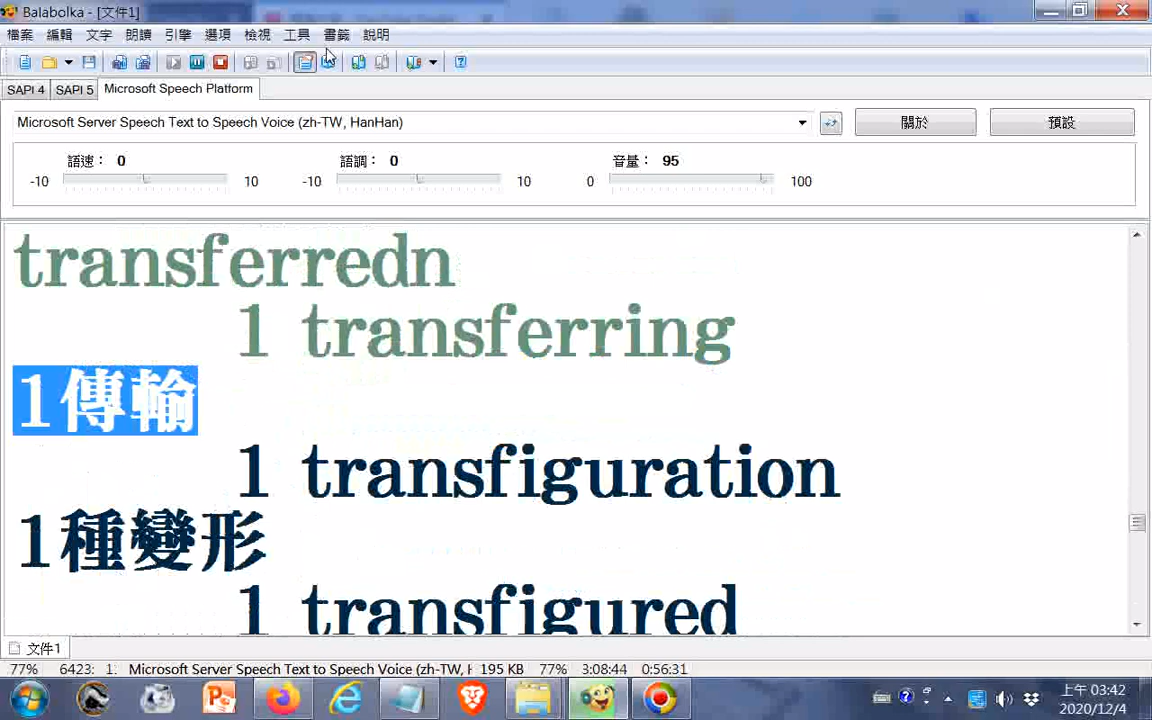 Balabolka - [文件1]
檔案 編輯 文字 朗讀 引擎 選項 檢視 工具 書籤 說明
SAPI 4 SAPI 5 Microsoft Speech Platform
Microsoft Server Speech Text to Speech Voice (zh-TW, HanHan) 關於 預設
語速： 0 語調： 0 音量： 95
-10 10 -10 10 0 100
transferredn
1 transferring
1傳輸
1 transfiguration
1種變形
1 transfigured
文件1
77% 6423: 1: Microsoft Server Speech Text to Speech Voice (zh-TW, H 195 KB 77% 3:08:44 0:56:31
上午 03:42
2020/12/4